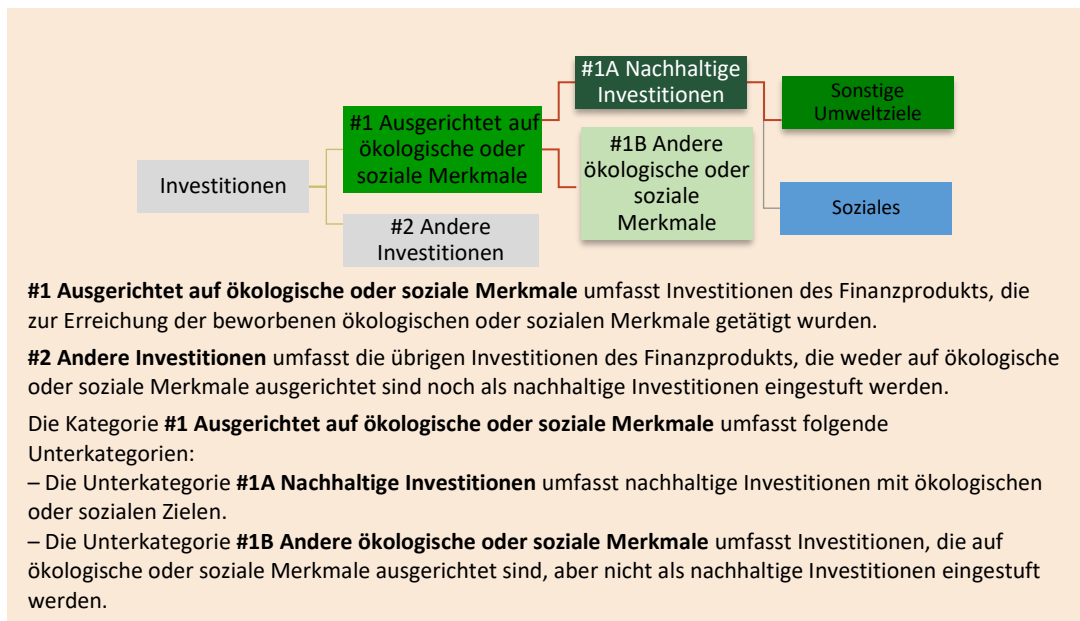 #1A Nachhaltige
Investitionen
Sonstige
Umweltziele
#1 Ausgerichtet auf
ökologische oder
soziale Merkmale
#1B Andere
ökologische oder
soziale
Merkmale
Investitionen
Soziales
#2 Andere
Investitionen
#1 Ausgerichtet auf ökologische oder soziale Merkmale umfasst Investitionen des Finanzprodukts, die
zur Erreichung der beworbenen ökologischen oder sozialen Merkmale getätigt wurden.
#2 Andere Investitionen umfasst die übrigen Investitionen des Finanzprodukts, die weder auf ökologische
oder soziale Merkmale ausgerichtet sind noch als nachhaltige Investitionen eingestuft werden.
Die Kategorie #1 Ausgerichtet auf ökologische oder soziale Merkmale umfasst folgende
Unterkategorien:
– Die Unterkategorie #1A Nachhaltige Investitionen umfasst nachhaltige Investitionen mit ökologischen
oder sozialen Zielen.
– Die Unterkategorie #1B Andere ökologische oder soziale Merkmale umfasst Investitionen, die auf
ökologische oder soziale Merkmale ausgerichtet sind, aber nicht als nachhaltige Investitionen eingestuft
werden.